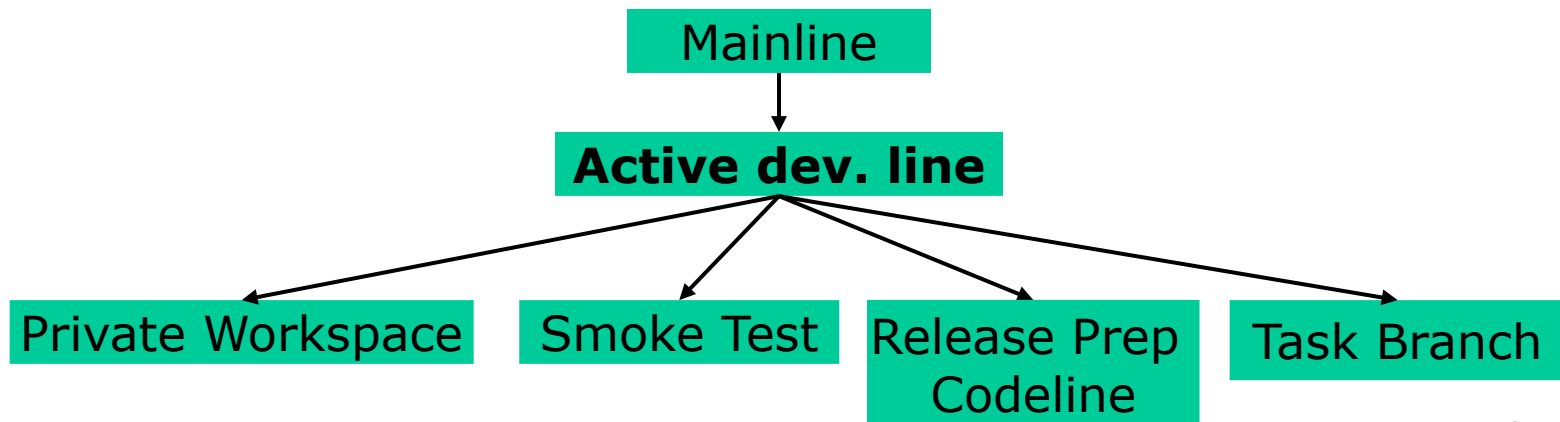 Mainline
Active dev. line
Private Workspace
Smoke Test
Release Prep
Codeline
Task Branch